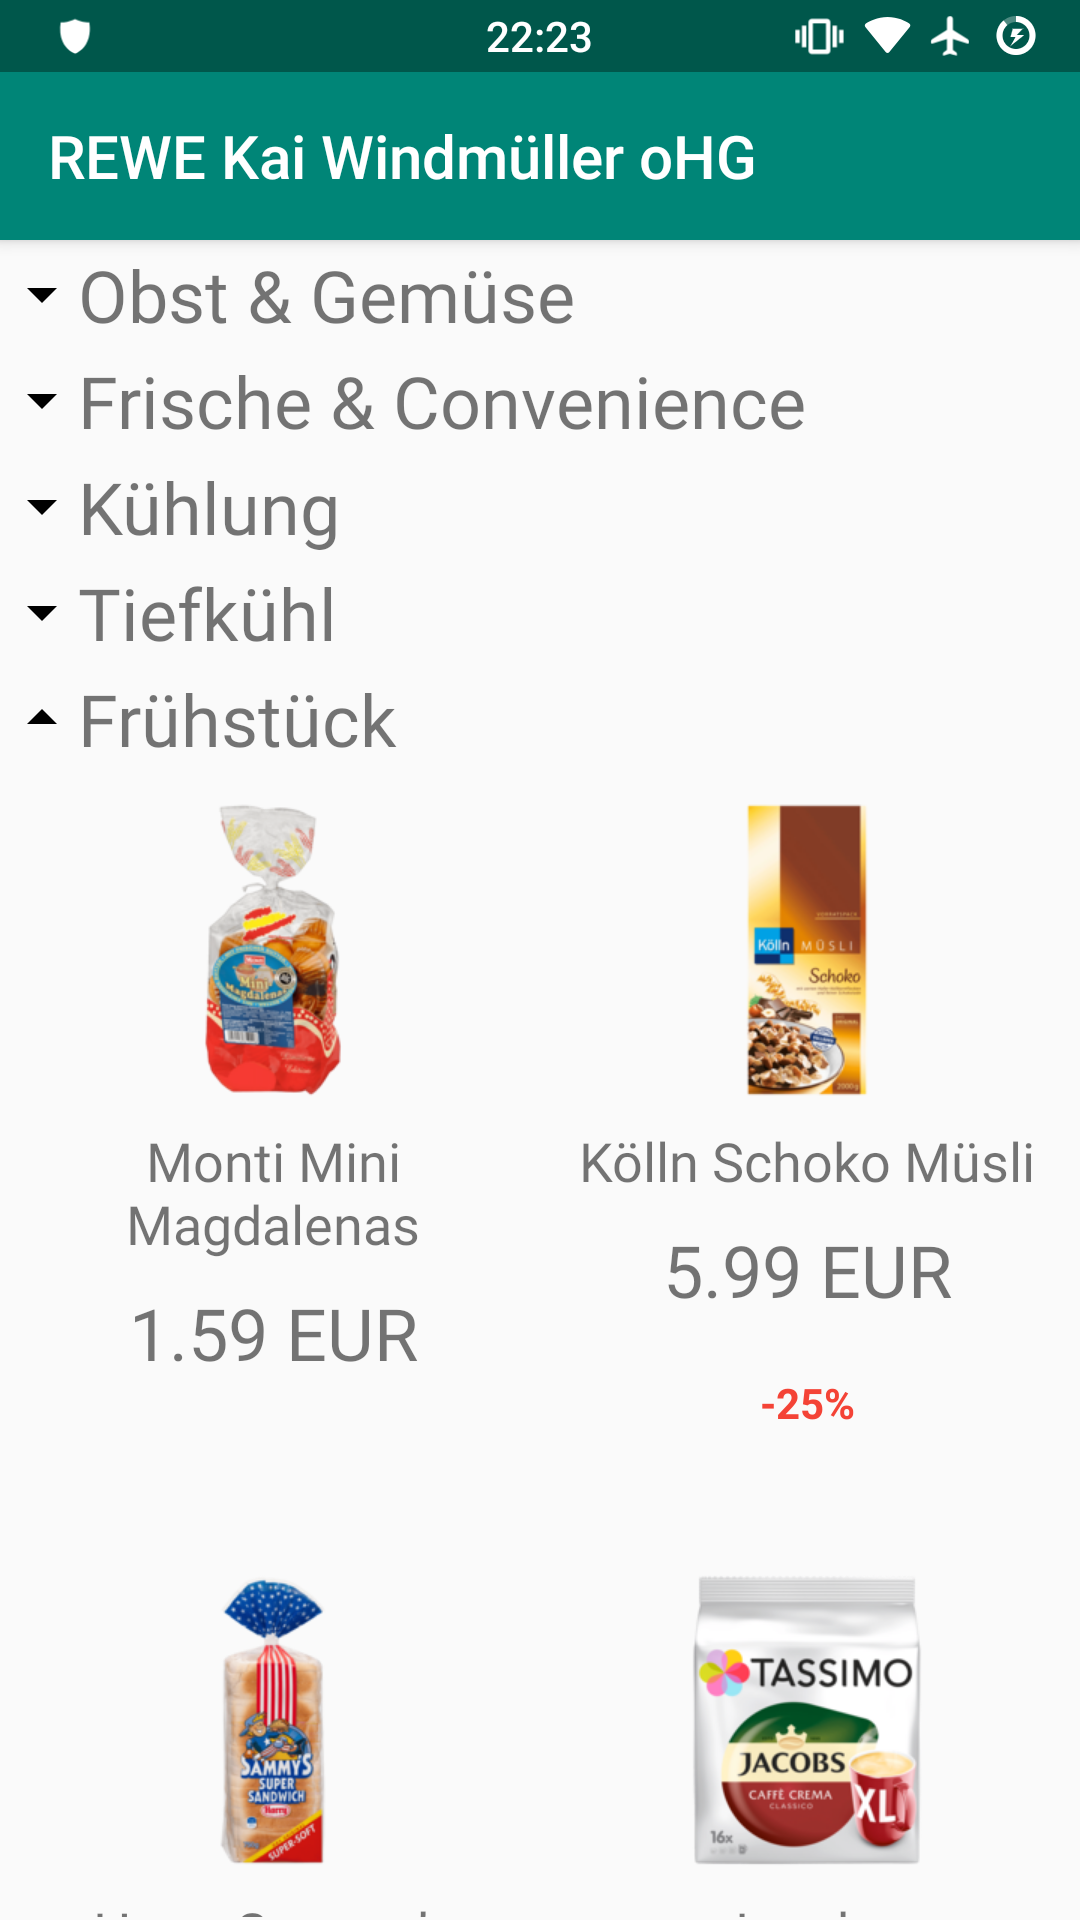 22:23
REWE Kai Windmüller oHG
Obst & Gemüse
Frische & Convenience
Kühlung
Tiefkühl
Frühstück
Mini
Magdalenas
Kölln MÜSLI
Schoko
2000g
Monti Mini
Magdalenas
1.59 EUR
Kölln Schoko Müsli
5.99 EUR
-25%
SAMMY'S
SUPER
SANDWICH
Harry
SUPER-SOFT
TASSIMO
JACOBS
CAFFÈ CREMA
CLASSICO
XL
16x